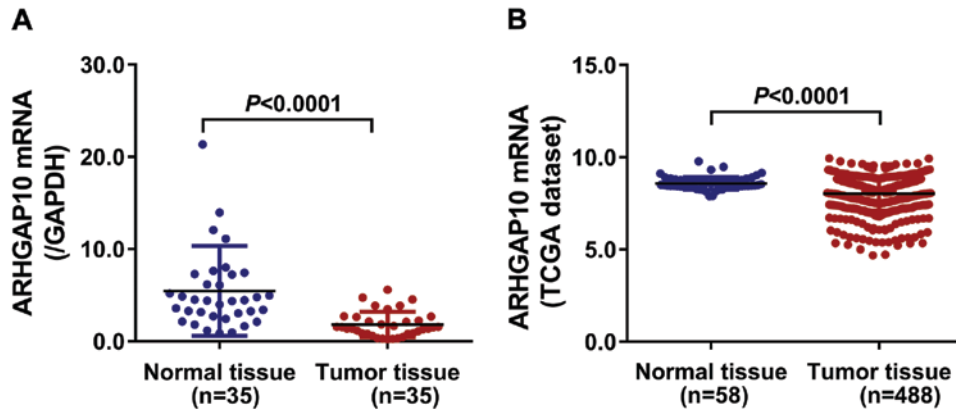 A
ARHGAP10 mRNA
(/GAPDH)
30.0
20.0
10.0
0.0
P<0.0001
Normal tissue
(n=35)
Tumor tissue
(n=35)
B
ARHGAP10 mRNA
(TCGA dataset)
15.0
10.0
5.0
0.0
P<0.0001
Normal tissue
(n=58)
Tumor tissue
(n=488)